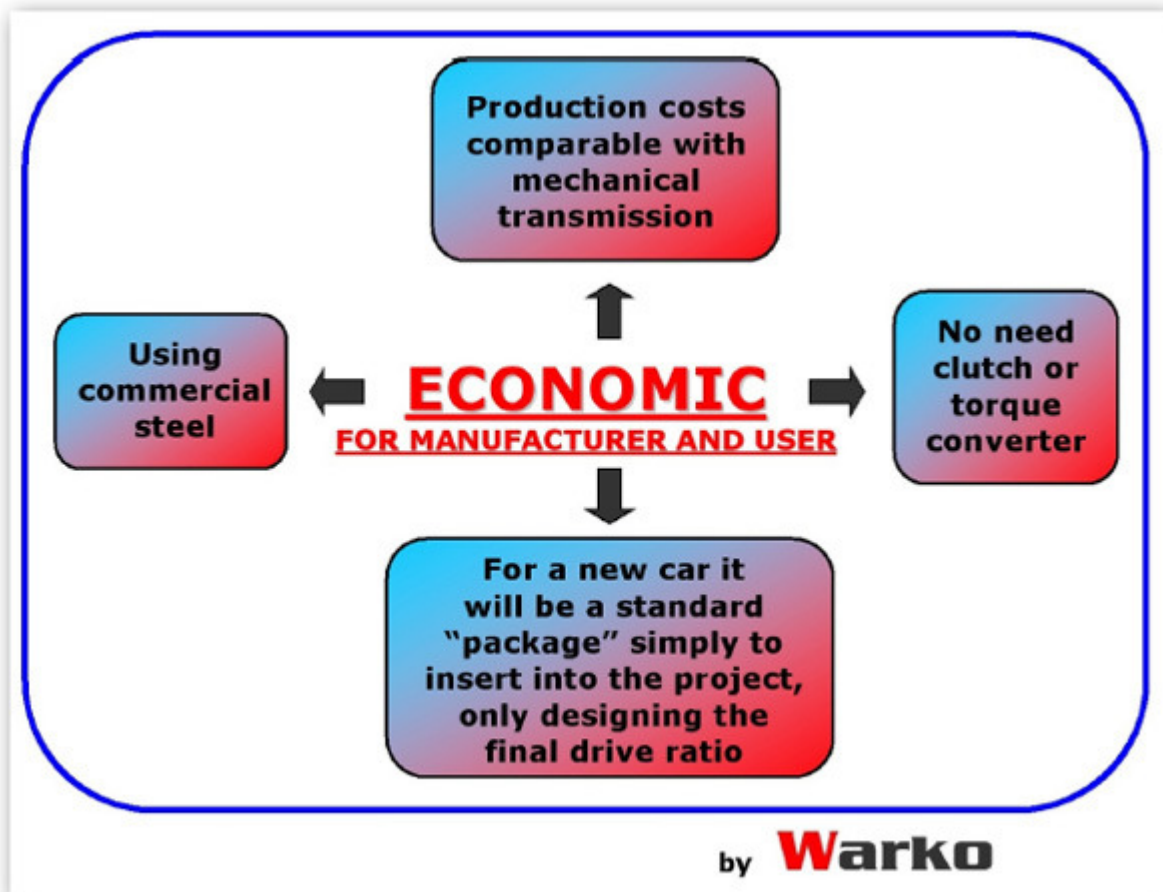 Production costs
comparable with
mechanical
transmission
Using
commercial
steel
ECONOMIC
FOR MANUFACTURER AND USER
No need
clutch or
torque
converter
For a new car it
will be a standard
“package” simply to
insert into the project,
only designing the
final drive ratio
by Warko